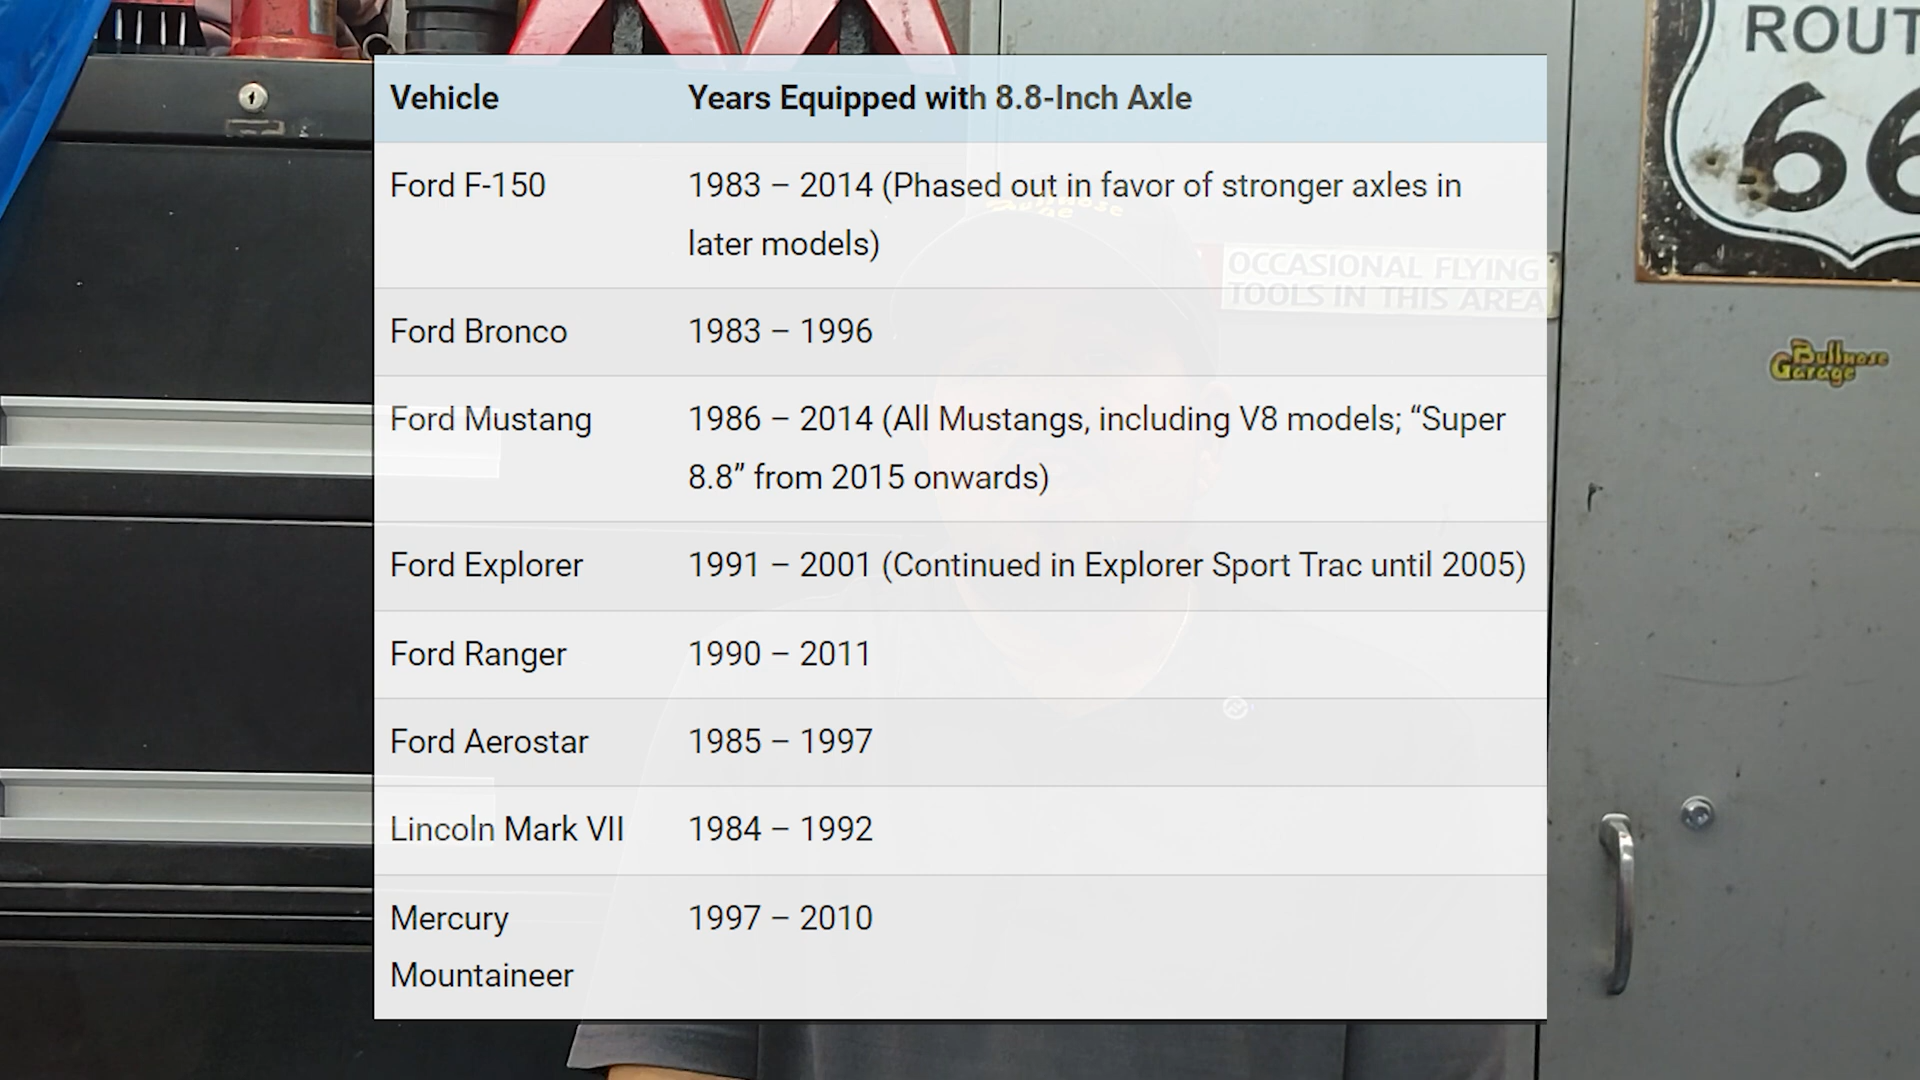 ROUT
66
Vehicle Years Equipped with 8.8-Inch Axle
Ford F-150 1983 – 2014 (Phased out in favor of stronger axles in
later models)
Ford Bronco 1983 – 1996
Ford Mustang 1986 – 2014 (All Mustangs, including V8 models; “Super
8.8” from 2015 onwards)
Ford Explorer 1991 – 2001 (Continued in Explorer Sport Trac until 2005)
Ford Ranger 1990 – 2011
Ford Aerostar 1985 – 1997
Lincoln Mark VII 1984 – 1992
Mercury 1997 – 2010
Mountaineer
OCCASIONAL FLYING
TOOLS IN THIS AREA
Bullnose
Garage